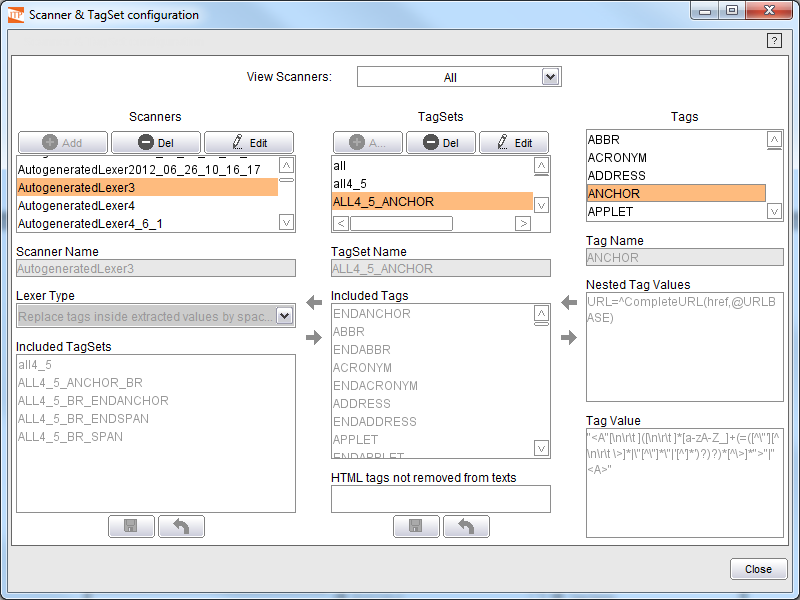 Scanner & TagSet configuration
?
View Scanners:
All
Scanners
Add
Del
Edit
AutogeneratedLexer2012_06_26_10_16_17
AutogeneratedLexer3
AutogeneratedLexer4
AutogeneratedLexer4_6_1
Scanner Name
AutogeneratedLexer3
Lexer Type
Replace tags inside extracted values by spac...
Included TagSets
all4_5
ALL4_5_ANCHOR_BR
ALL4_5_BR_ENDANCHOR
ALL4_5_BR_ENDSPAN
ALL4_5_BR_SPAN
TagSets
A...
Del
Edit
all
all4_5
ALL4_5_ANCHOR
TagSet Name
ALL4_5_ANCHOR
Included Tags
ENDANCHOR
ABBR
ENDABBR
ACRONYM
ENDACRONYM
ADDRESS
ENDADDRESS
APPLET
ENDAPPLET
HTML tags not removed from texts
Tags
ABBR
ACRONYM
ADDRESS
ANCHOR
APPLET
Tag Name
ANCHOR
Nested Tag Values
URL=^CompleteURL(href,@URLB
ASE)
Tag Value
"<A"[\n\r\t ]([\n\r\t ]*[a-zA-Z_]+(=([^\"'][^
\n\r\t \>]*|\"[^\"]*\"|'[^']*')?)?)*[^\>]*">"|"
<A>"
Close